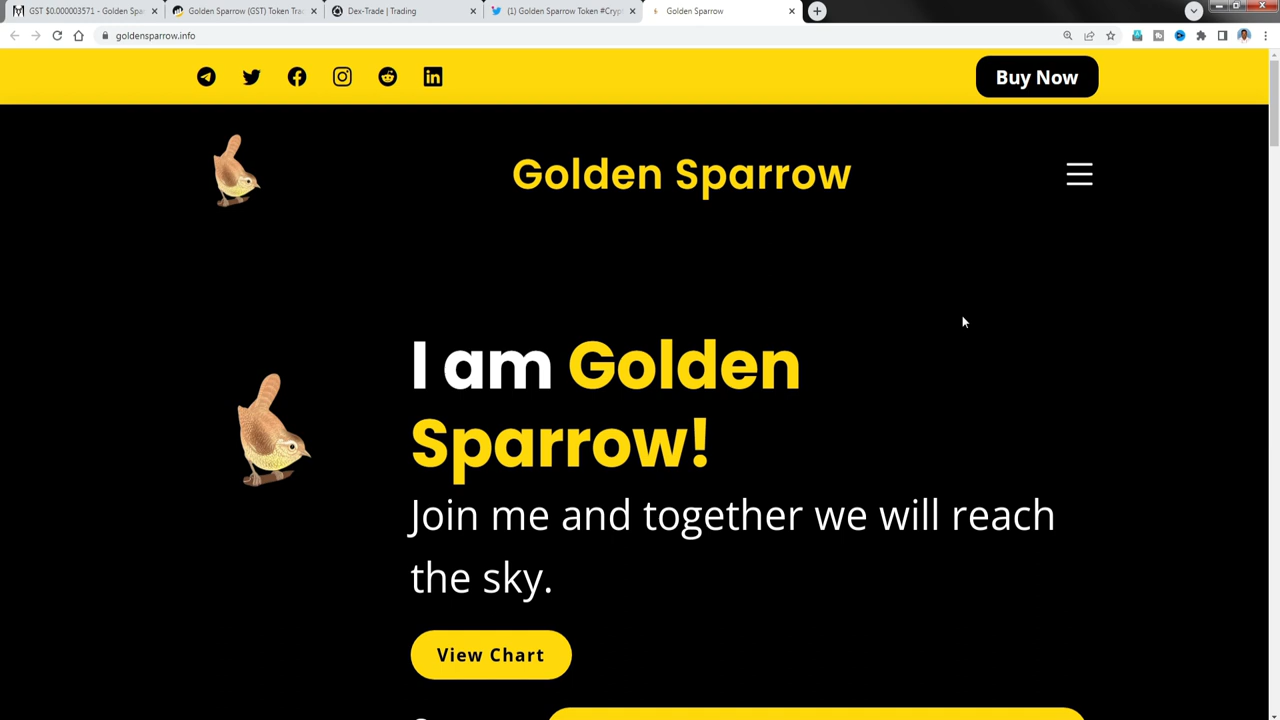 GST $0.000003571 - Golden Spa
Golden Sparrow (GST) Token Tra
Dex-Trade | Trading
(1) Golden Sparrow Token #Cryp
Golden Sparrow
goldensparrow.info
Buy Now
Golden Sparrow
I am Golden
Sparrow!
Join me and together we will reach
the sky.
View Chart